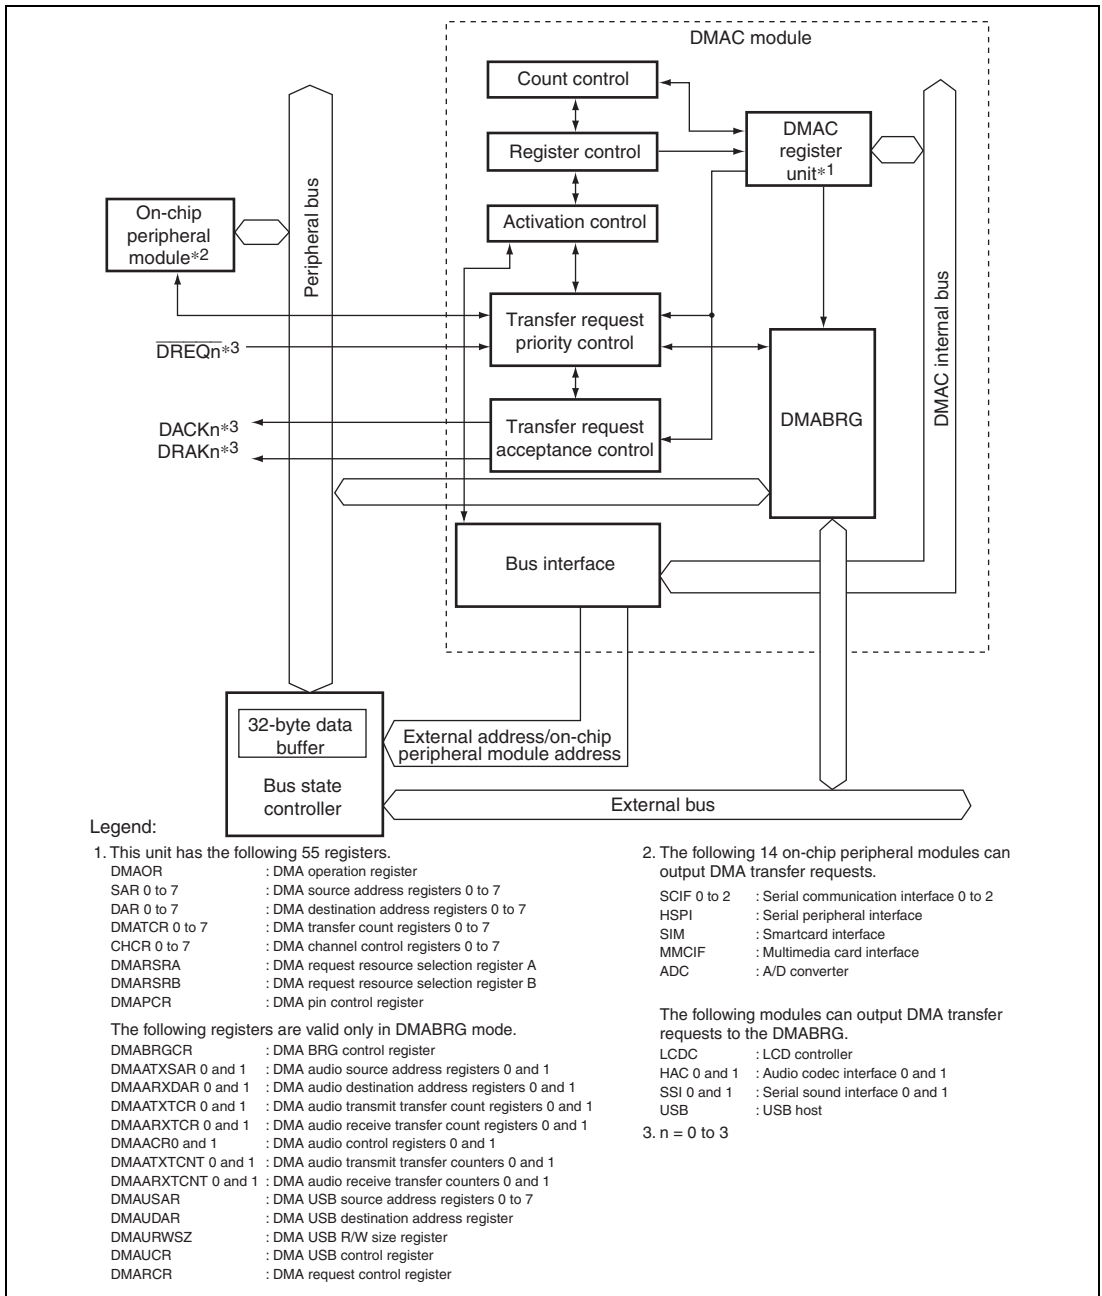 DMAC module
Count control
DMAC
register
unit*1
Register control
On-chip
peripheral
module*2
Peripheral bus
Activation control
Transfer request
priority control
DREQn*3
DMAC internal bus
DMABRG
DACKn*3
DRAKn*3
Transfer request
acceptance control
Bus interface
32-byte data
buffer
Bus state
controller
External address/on-chip
peripheral module address
External bus
Legend:
1. This unit has the following 55 registers.
DMAOR : DMA operation register
SAR 0 to 7 : DMA source address registers 0 to 7
DAR 0 to 7 : DMA destination address registers 0 to 7
DMATCR 0 to 7 : DMA transfer count registers 0 to 7
CHCR 0 to 7 : DMA channel control registers 0 to 7
DMARSRA : DMA request resource selection register A
DMARSRB : DMA request resource selection register B
DMAPCR : DMA pin control register
The following registers are valid only in DMABRG mode.
DMABRGCR : DMA BRG control register
DMAATXSAR 0 and 1 : DMA audio source address registers 0 and 1
DMAARXDAR 0 and 1 : DMA audio destination address registers 0 and 1
DMAATXTCR 0 and 1 : DMA audio transmit transfer count registers 0 and 1
DMAARXTCR 0 and 1 : DMA audio receive transfer count registers 0 and 1
DMAACR0 and 1 : DMA audio control registers 0 and 1
DMAATXTCNT 0 and 1 : DMA audio transmit transfer counters 0 and 1
DMAARXTCNT 0 and 1 : DMA audio receive transfer counters 0 and 1
DMAUSAR : DMA USB source address registers 0 to 7
DMAUDAR : DMA USB destination address register
DMAURWSZ : DMA USB R/W size register
DMAUCR : DMA USB control register
DMARCR : DMA request control register
2. The following 14 on-chip peripheral modules can
output DMA transfer requests.
SCIF 0 to 2 : Serial communication interface 0 to 2
HSPI : Serial peripheral interface
SIM : Smartcard interface
MMCIF : Multimedia card interface
ADC : A/D converter
The following modules can output DMA transfer
requests to the DMABRG.
LCDC : LCD controller
HAC 0 and 1 : Audio codec interface 0 and 1
SSI 0 and 1 : Serial sound interface 0 and 1
USB : USB host
3. n = 0 to 3